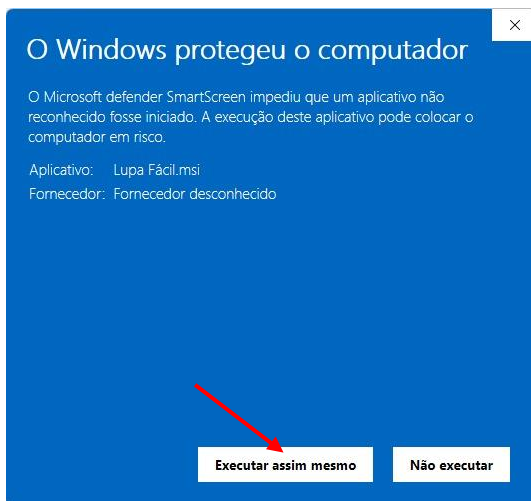 O Windows protegeu o computador
O Microsoft defender SmartScreen impediu que um aplicativo não
reconhecido fosse iniciado. A execução deste aplicativo pode colocar o
computador em risco.
Aplicativo: Lupa Fácil.msi
Fornecedor: Fornecedor desconhecido
Executar assim mesmo
Não executar